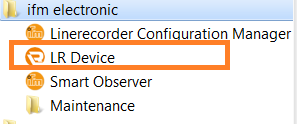 ifm electronic
Linerecorder Configuration Manager
LR Device
Smart Observer
Maintenance